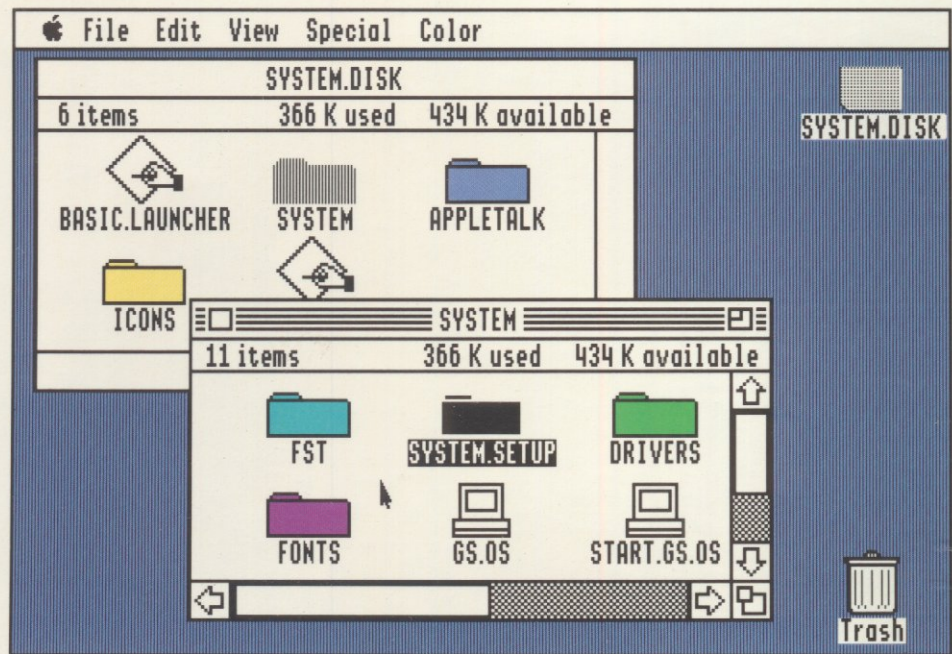 File Edit View Special Color
SYSTEM.DISK
6 items 366 K used 434 K available
BASIC.LAUNCHER SYSTEM APPLETALK
ICONS
SYSTEM.DISK
SYSTEM
11 items 366 K used 434 K available
FST SYSTEM.SETUP DRIVERS
FONTS GS.OS START.GS.OS
Trash